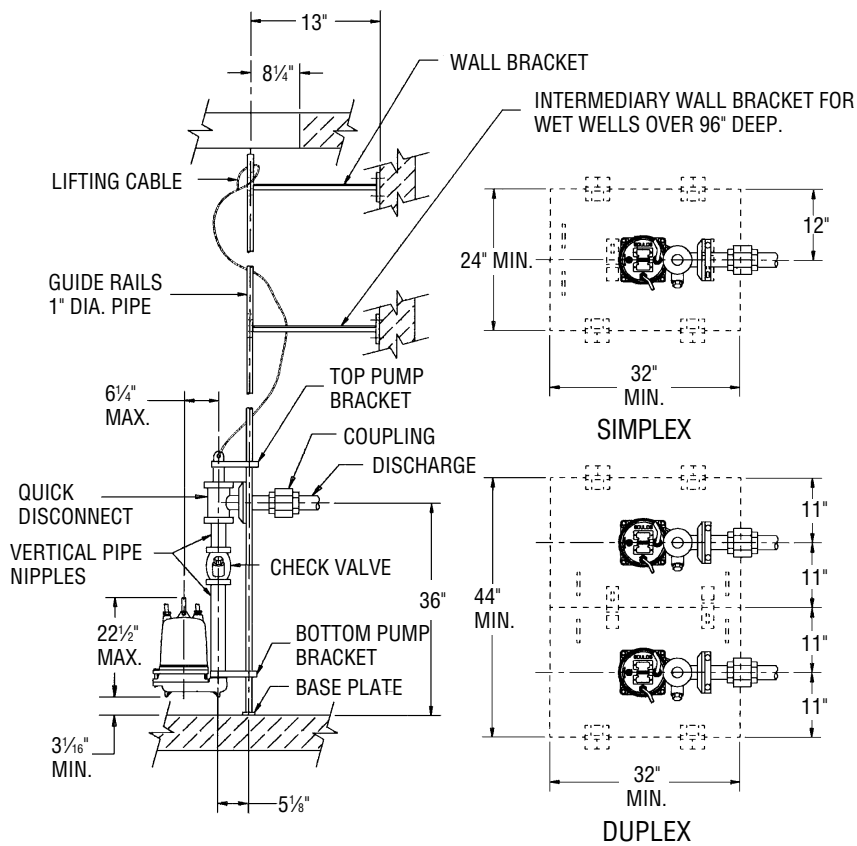 13"
8¼"
WALL BRACKET
INTERMEDIARY WALL BRACKET FOR
WET WELLS OVER 96" DEEP.
LIFTING CABLE
GUIDE RAILS
1" DIA. PIPE
6¼"
MAX.
TOP PUMP
BRACKET
COUPLING
DISCHARGE
QUICK
DISCONNECT
VERTICAL PIPE
NIPPLES
CHECK VALVE
36"
22½"
MAX.
BOTTOM PUMP
BRACKET
BASE PLATE
3¹⁄₁₆"
MIN.
5⅛"
12"
24" MIN.
GOULDS
32"
MIN.
SIMPLEX
11"
GOULDS
11"
44"
MIN.
11"
GOULDS
11"
32"
MIN.
DUPLEX